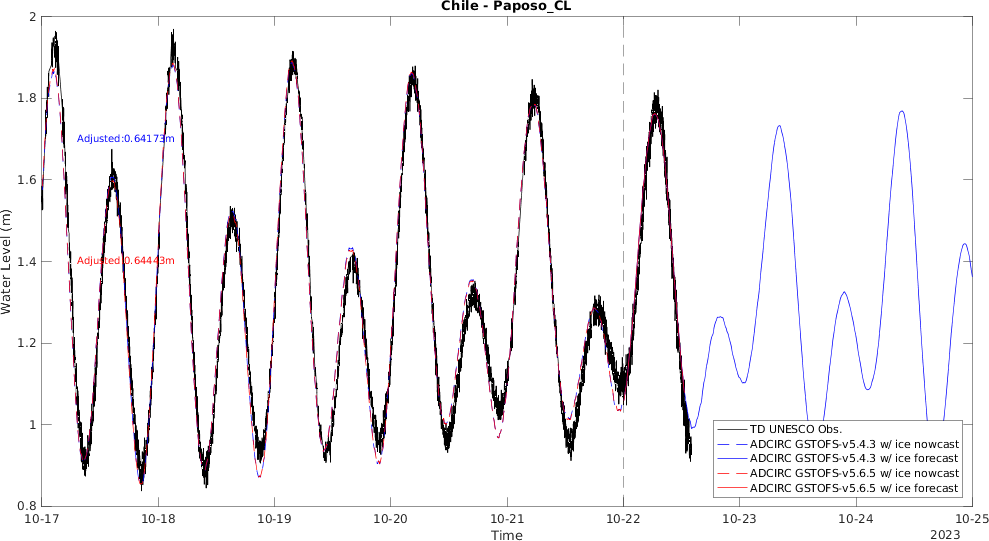 Chile - Paposo_CL
2
1.8
1.6
1.4
1.2
1
0.8
Water Level (m)
Adjusted:0.64173m
Adjusted:0.64443m
TD UNESCO Obs.
ADCIRC GSTOFS-v5.4.3 w/ ice nowcast
ADCIRC GSTOFS-v5.4.3 w/ ice forecast
ADCIRC GSTOFS-v5.6.5 w/ ice nowcast
ADCIRC GSTOFS-v5.6.5 w/ ice forecast
10-17 10-18 10-19 10-20 10-21 10-22 10-23 10-24 10-25
Time
2023